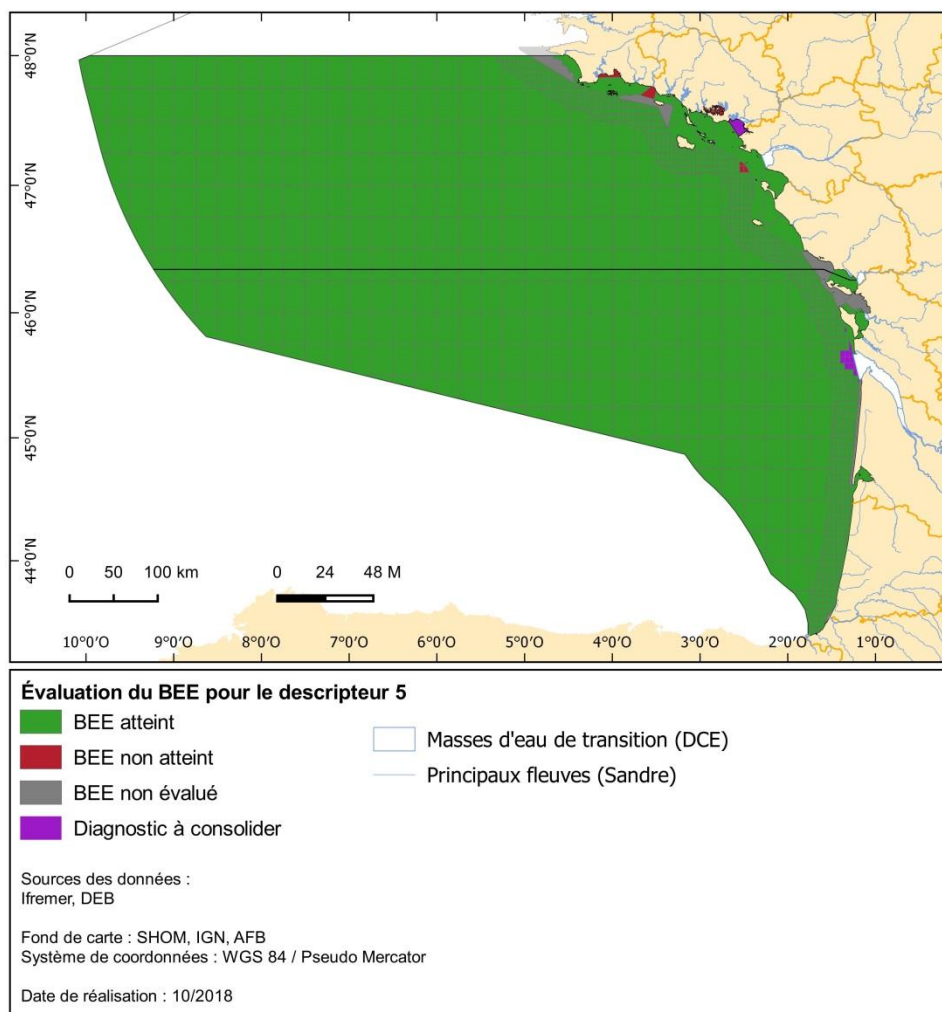 48°0'N
47°0'N
46°0'N
45°0'N
44°0'N
0 50 100 km
0 24 48 M
10°0'O 9°0'O 8°0'O 7°0'O 6°0'O 5°0'O 4°0'O 3°0'O 2°0'O 1°0'O
Évaluation du BEE pour le descripteur 5
BEE atteint
BEE non atteint
BEE non évalué
Diagnostic à consolider
Masses d'eau de transition (DCE)
Principaux fleuves (Sandre)
Sources des données :
Ifremer, DEB
Fond de carte : SHOM, IGN, AFB
Système de coordonnées : WGS 84 / Pseudo Mercator
Date de réalisation : 10/2018